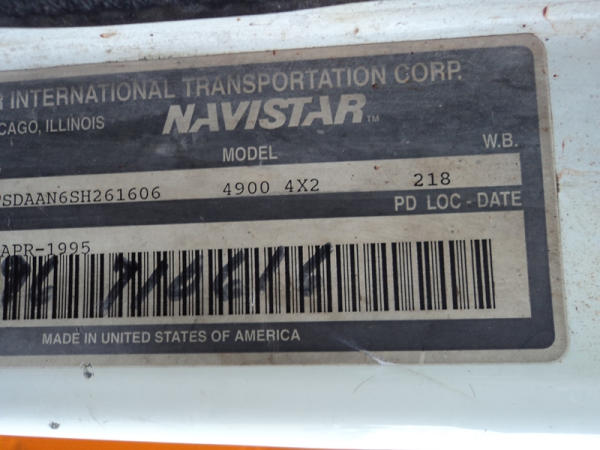 R INTERNATIONAL TRANSPORTATION CORP.
CAGO, ILLINOIS NAVISTAR™
MODEL W.B.
SDAAN6SH261606 4900 4X2 218
PD LOC - DATE
APR-1995
MADE IN UNITED STATES OF AMERICA